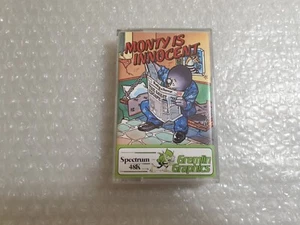 MONTY IS
INNOCENT
Spectrum
48K
Gremlin
Graphics